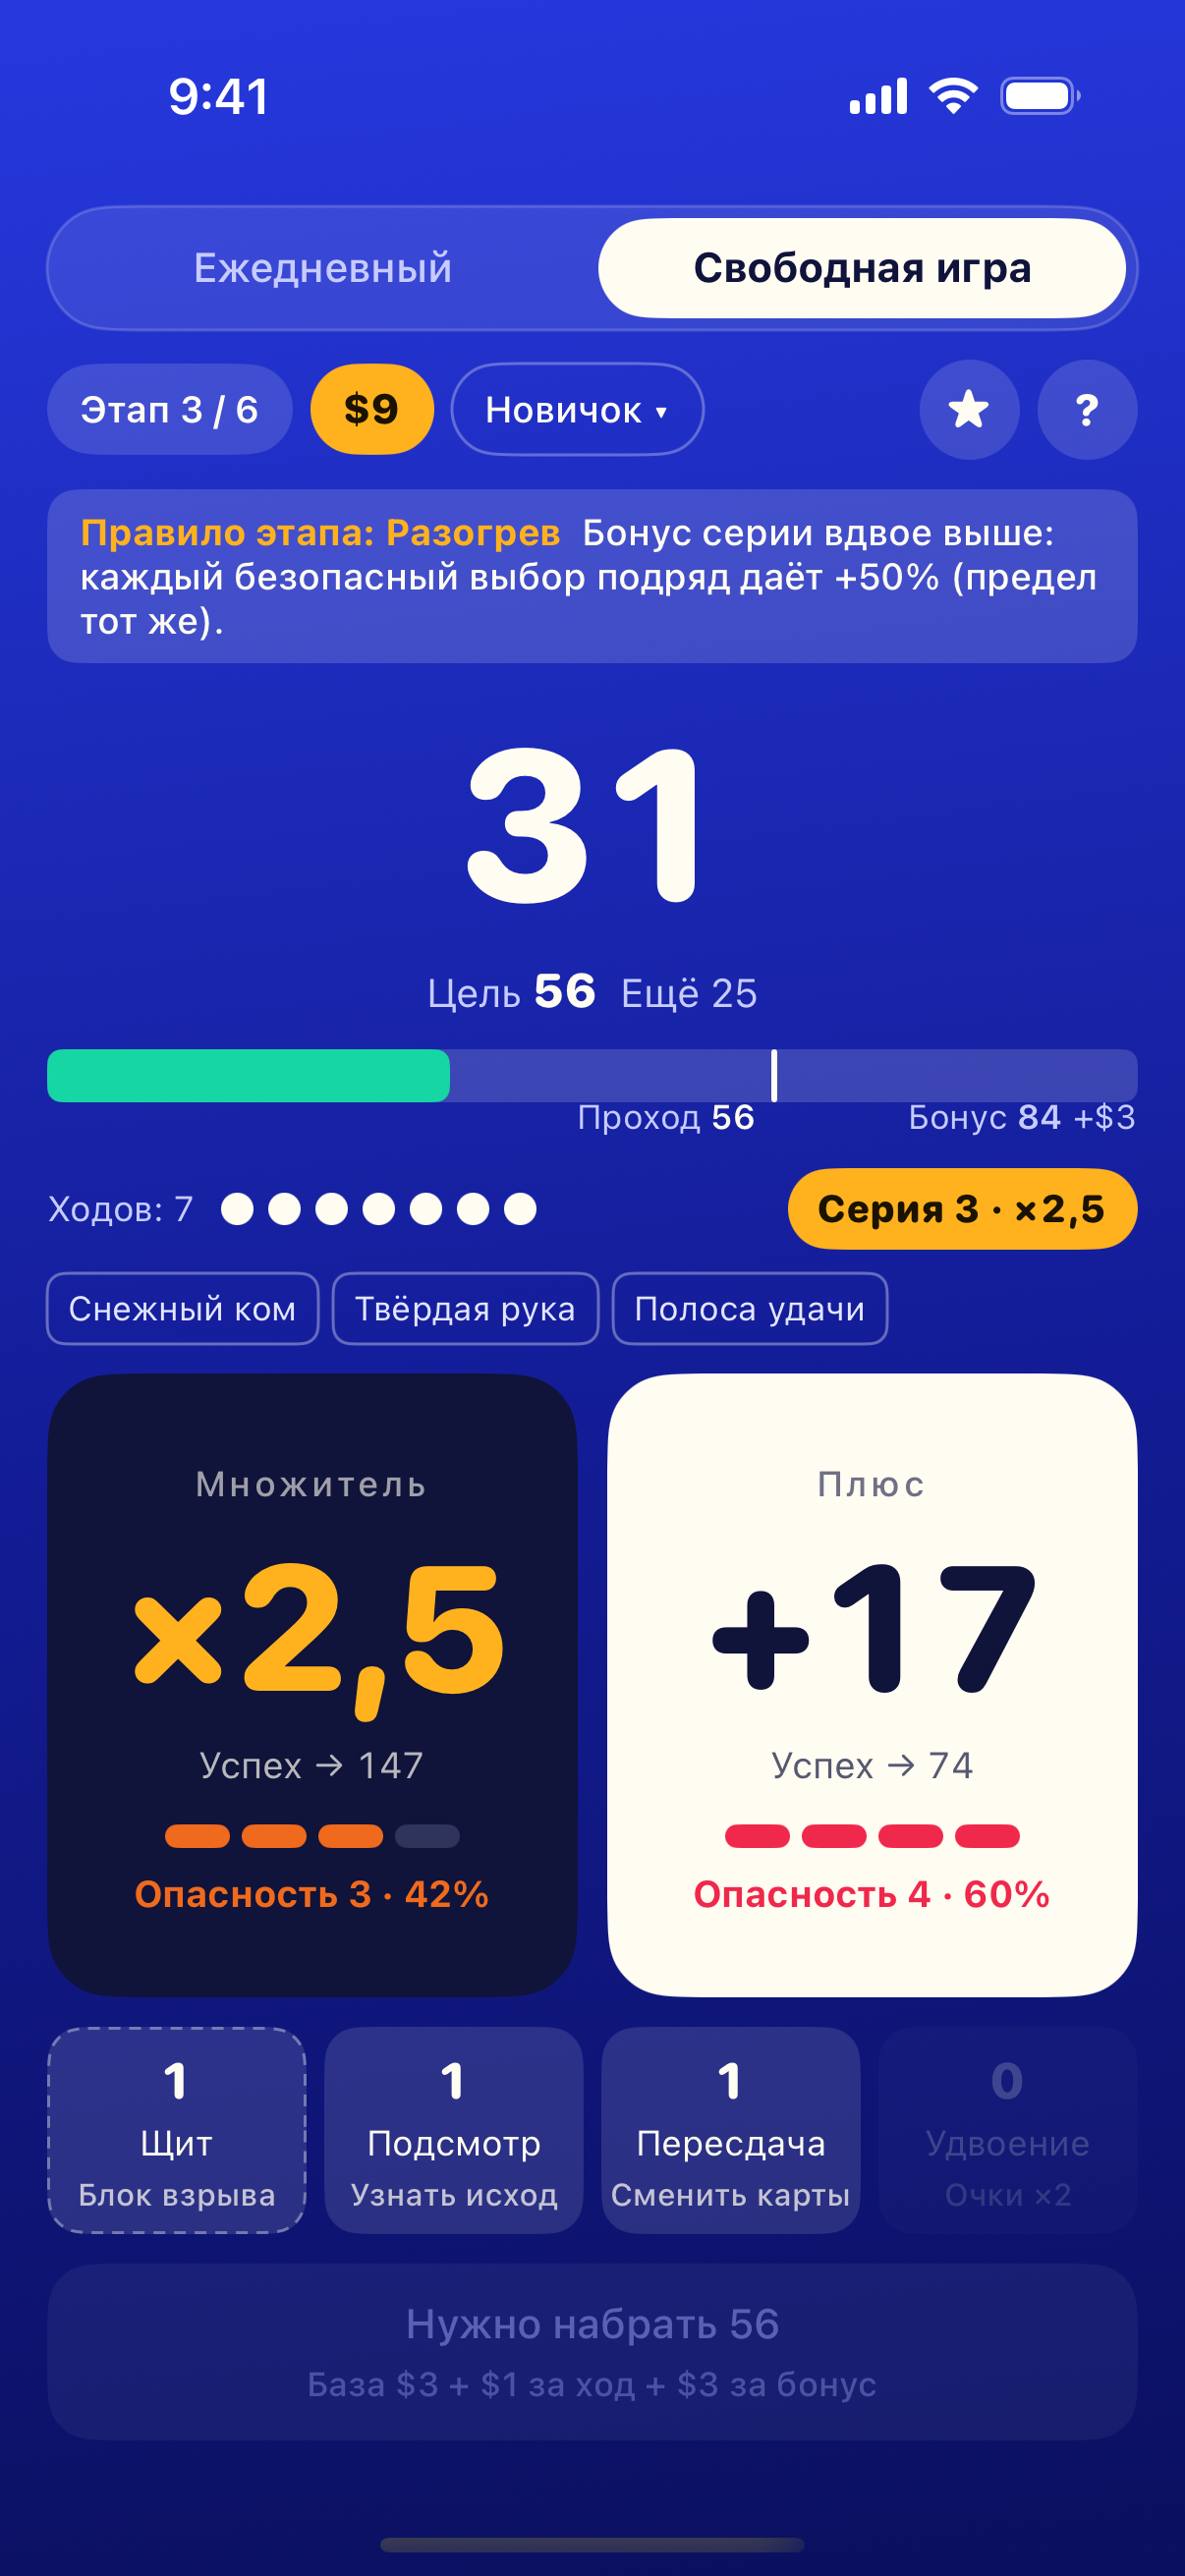 9:41
Ежедневный
Свободная игра
Этап 3 / 6
$9
Новичок ▾
?
Правило этапа: Разогрев Бонус серии вдвое выше:
каждый безопасный выбор подряд даёт +50% (предел
тот же).
31
Цель 56 Ещё 25
Проход 56
Бонус 84 +$3
Ходов: 7
Серия 3 · ×2,5
Снежный ком
Твёрдая рука
Полоса удачи
Множитель
×2,5
Успех → 147
Опасность 3 · 42%
Плюс
+17
Успех → 74
Опасность 4 · 60%
1
Щит
Блок взрыва
1
Подсмотр
Узнать исход
1
Пересдача
Сменить карты
0
Удвоение
Очки ×2
Нужно набрать 56
База $3 + $1 за ход + $3 за бонус